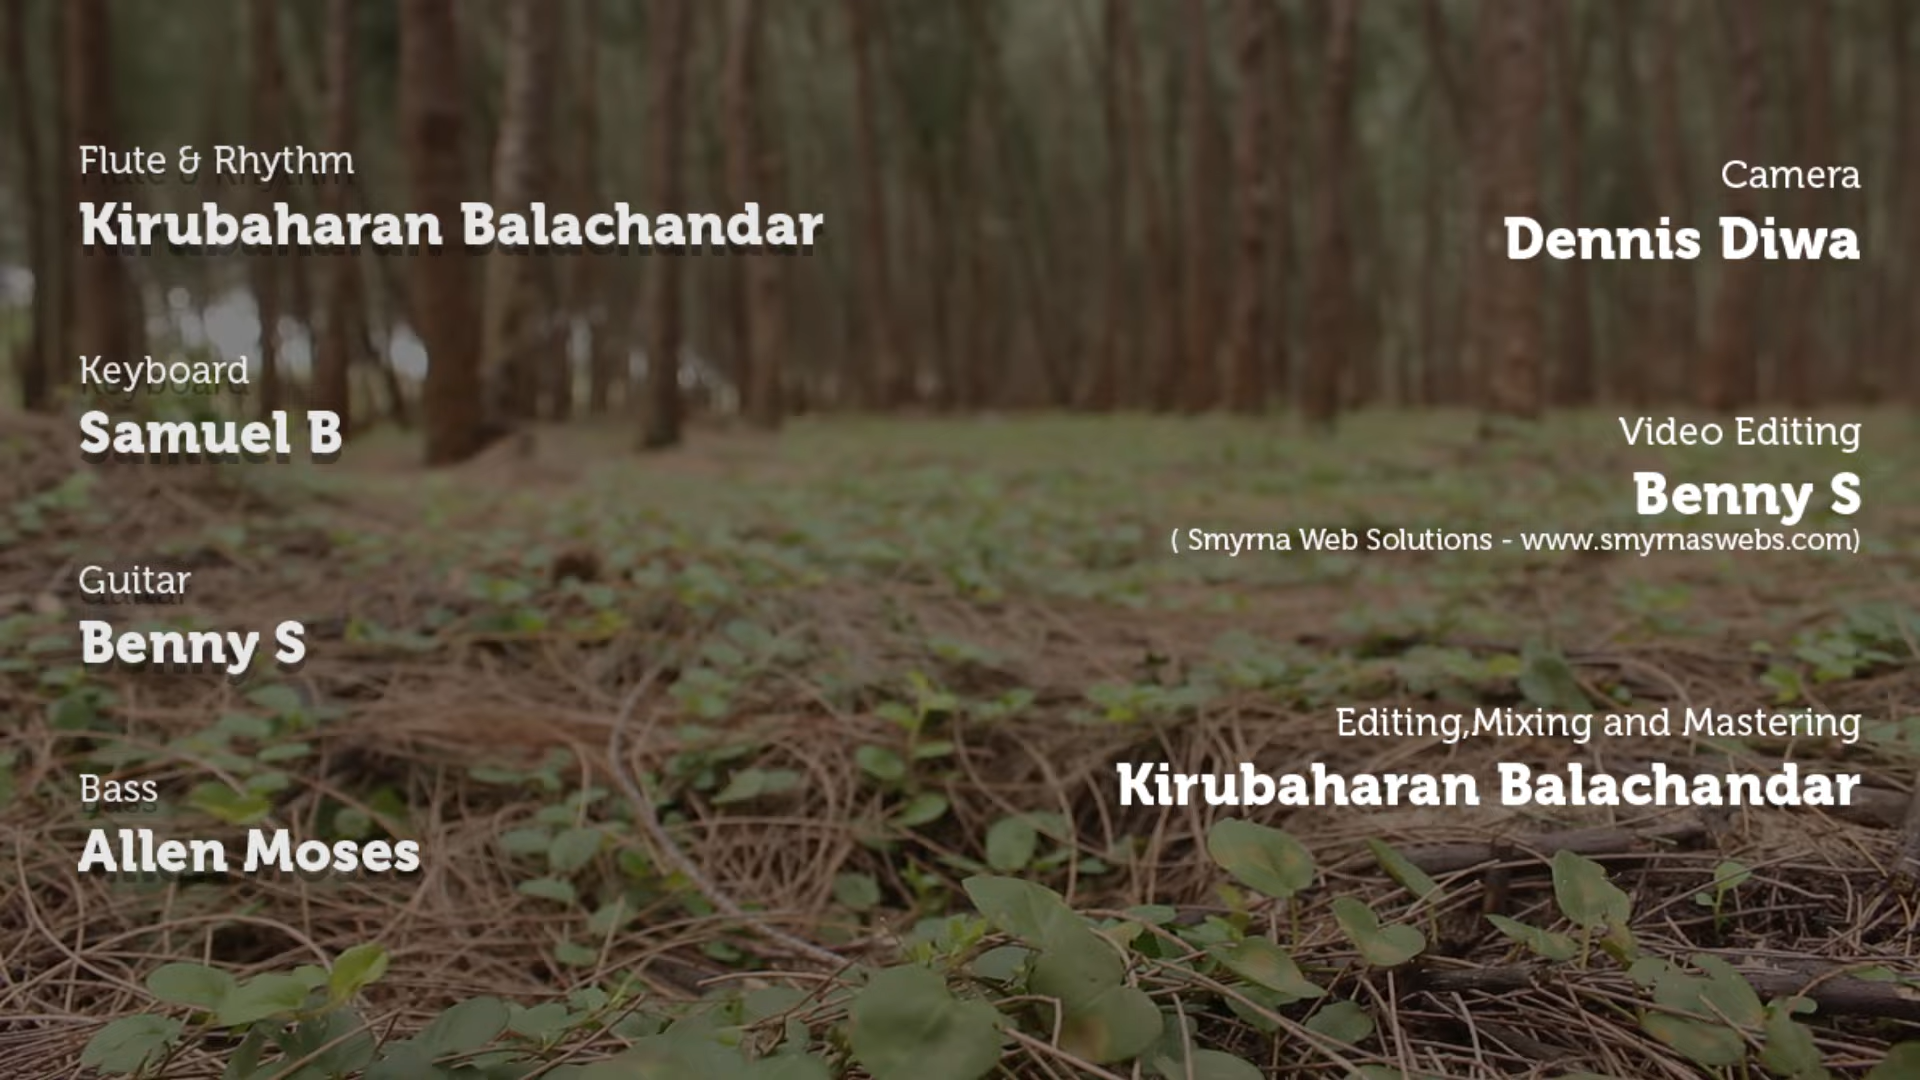 Flute & Rhythm
Kirubaharan Balachandar
Keyboard
Samuel B
Guitar
Benny S
Bass
Allen Moses
Camera
Dennis Diwa
Video Editing
Benny S
( Smyrna Web Solutions - www.smyrnaswebs.com)
Editing,Mixing and Mastering
Kirubaharan Balachandar